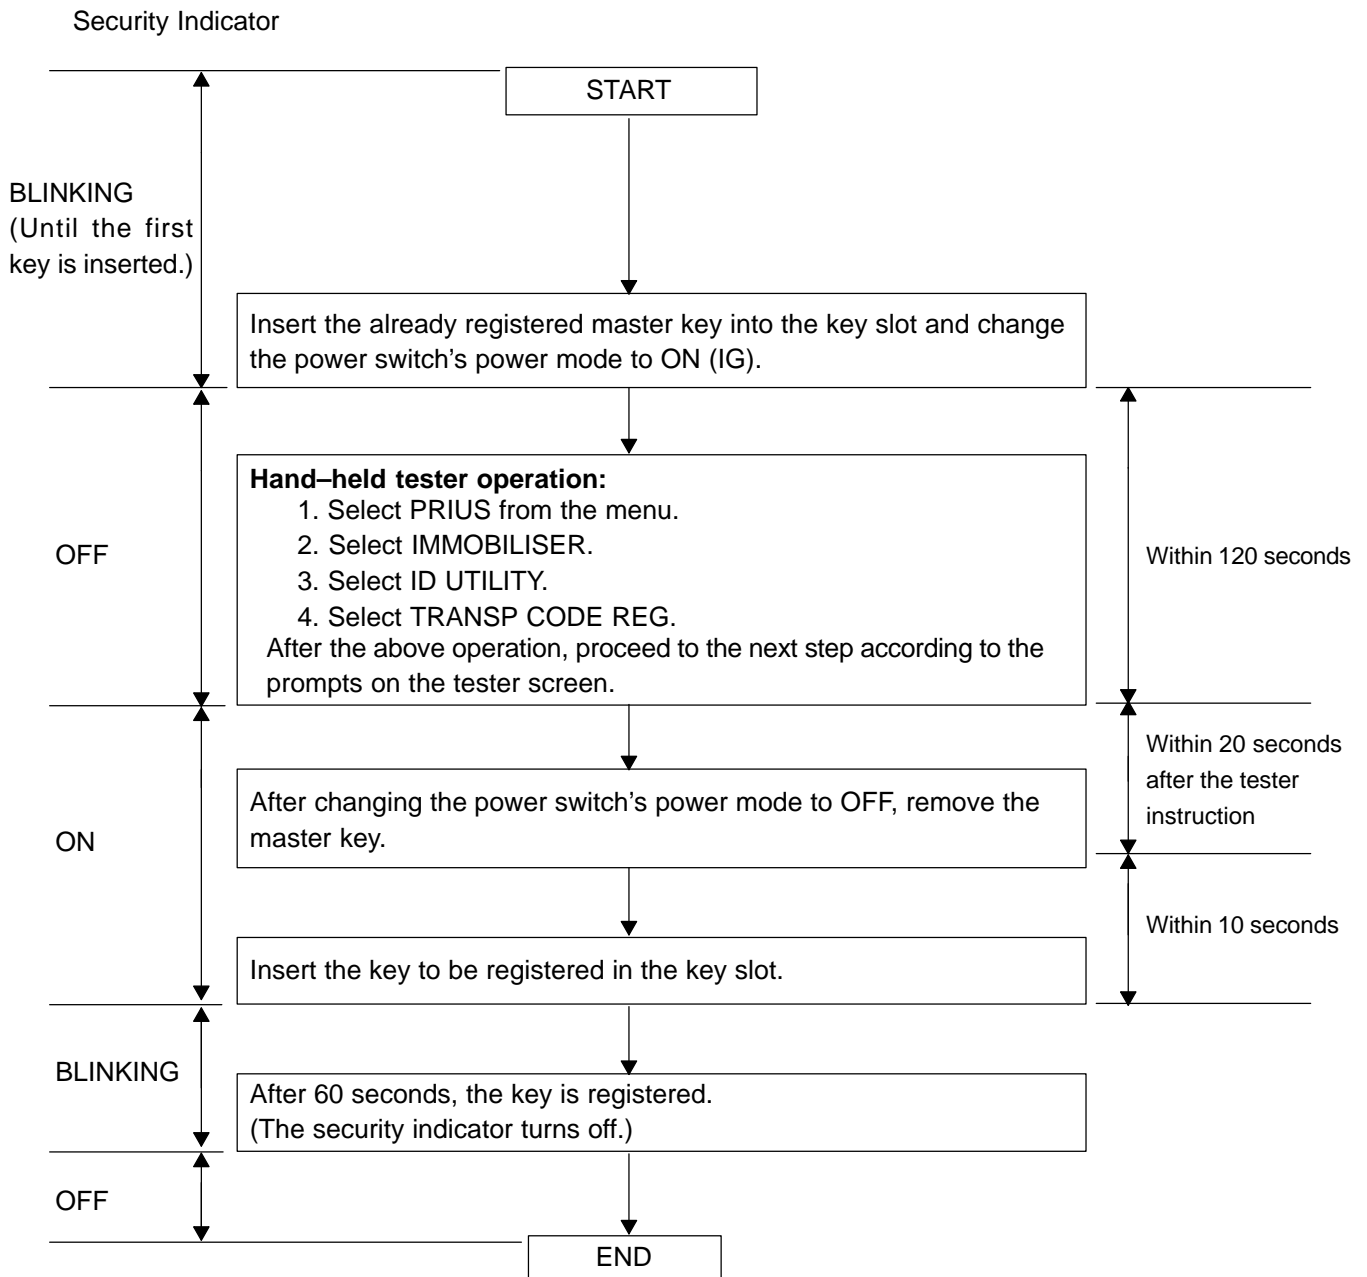 Security Indicator
START
BLINKING
(Until the first
key is inserted.)
Insert the already registered master key into the key slot and change
the power switch’s power mode to ON (IG).
OFF
Hand–held tester operation:
1. Select PRIUS from the menu.
2. Select IMMOBILISER.
3. Select ID UTILITY.
4. Select TRANSP CODE REG.
After the above operation, proceed to the next step according to the
prompts on the tester screen.
Within 120 seconds
ON
After changing the power switch’s power mode to OFF, remove the
master key.
Within 20 seconds
after the tester
instruction
Insert the key to be registered in the key slot.
Within 10 seconds
BLINKING
After 60 seconds, the key is registered.
(The security indicator turns off.)
OFF
END